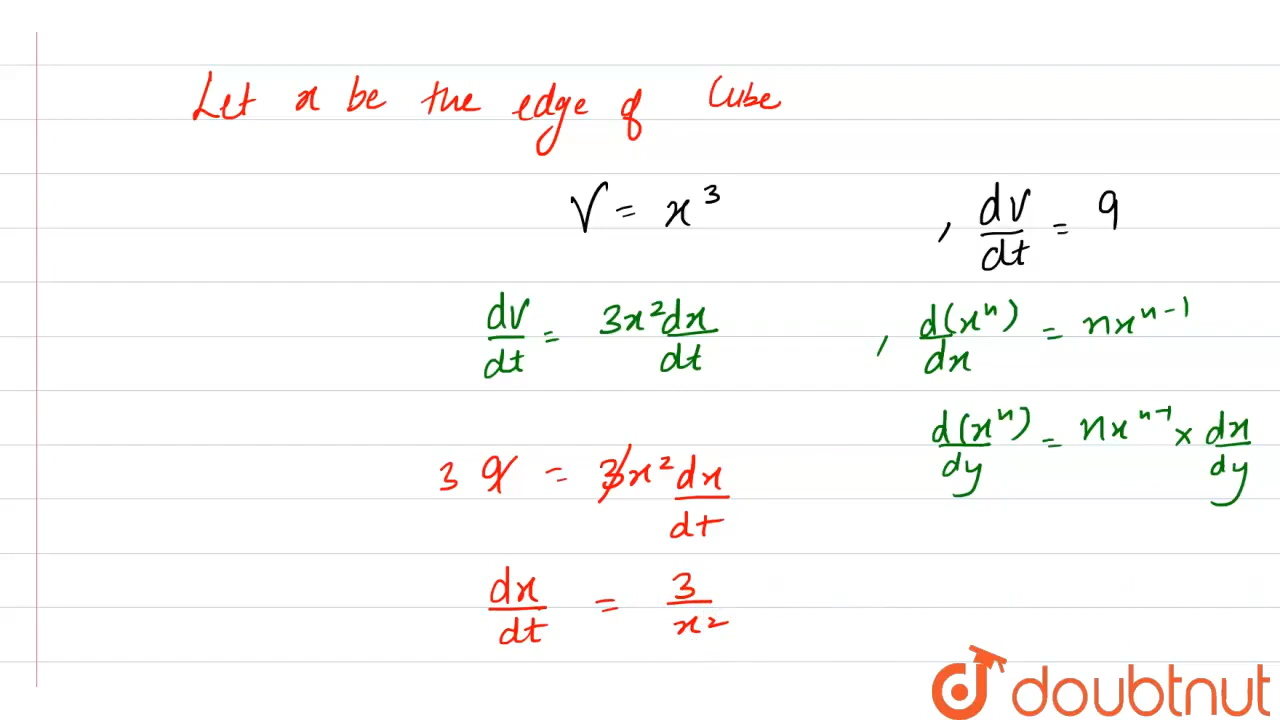 Let x be the edge of Cube
V = x³ , dV/dt = 9
dV/dt = 3x² dx/dt , d(xⁿ)/dx = nxⁿ⁻¹
d(xⁿ)/dy = nxⁿ⁻¹ × dx/dy
3 9 = 3x² dx/dt
dx/dt = 3/x²
doubtnut